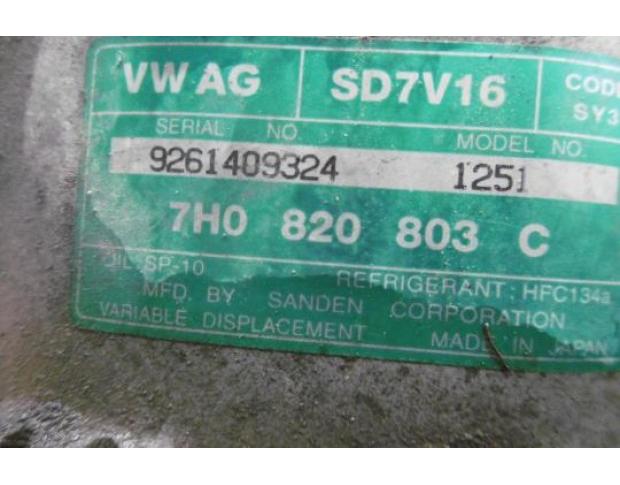 VW AG SD7V16 CODE
SERIAL NO. MODEL NO.
9261409324 1251
7H0 820 803 C
OIL SP-10 REFRIGERANT: HFC134a
MFD. BY SANDEN CORPORATION
VARIABLE DISPLACEMENT MADE IN JAPAN